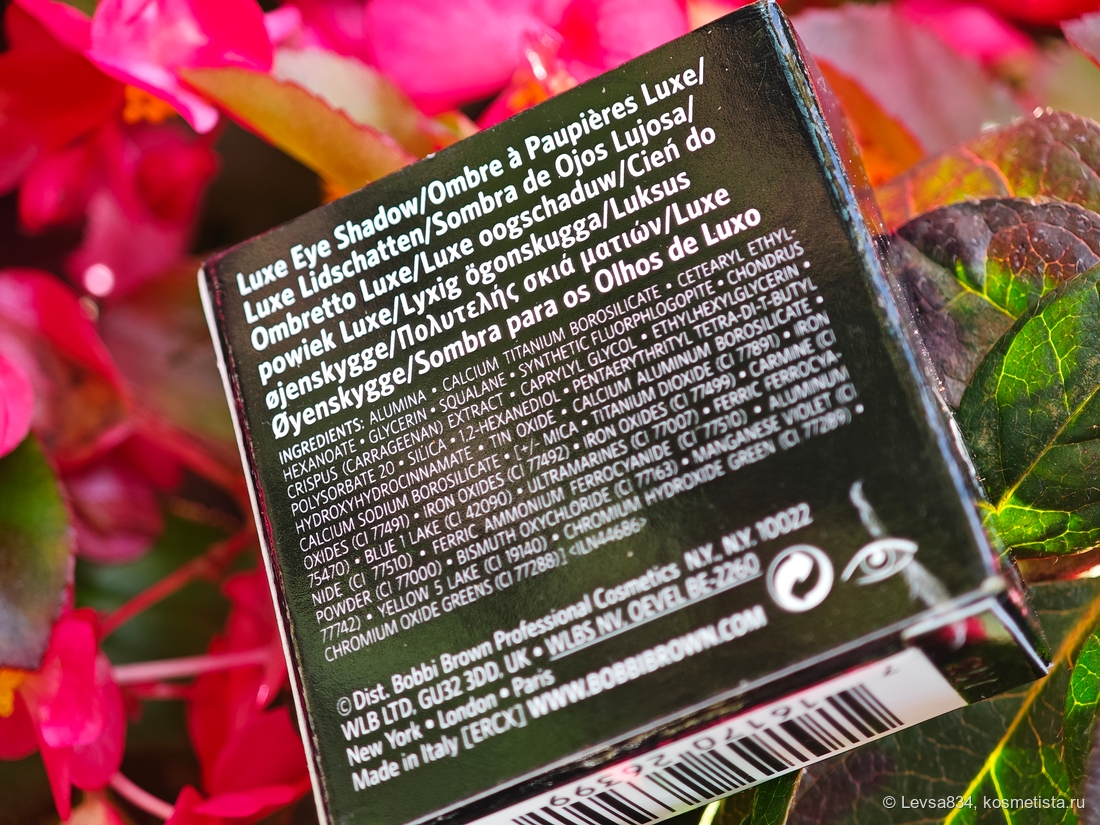 Luxe Eye Shadow/Ombre à Paupières Luxe/
Luxe Lidschatten/Sombra de Ojos Lujosa/
Ombretto Luxe/Luxe oogschaduw/Cień do
powiek Luxe/Lyxig ögonskugga/Luksus
øjenskygge/Πολυτελής σκιά ματιών/Luxe
Øyenskygge/Sombra para os Olhos de Luxo
INGREDIENTS: ALUMINA • CALCIUM TITANIUM BOROSILICATE • CETEARYL ETHYL-
HEXANOATE • GLYCERIN • SQUALANE • SYNTHETIC FLUORPHLOGOPITE • CHONDRUS
CRISPUS (CARRAGEENAN) EXTRACT • CAPRYLYL GLYCOL • ETHYLHEXYLGLYCERIN •
POLYSORBATE 20 • SILICA • 1,2-HEXANEDIOL • PENTAERYTHRITYL TETRA-DI-T-BUTYL
HYDROXYHYDROCINNAMATE • TIN OXIDE • CALCIUM ALUMINUM BOROSILICATE •
CALCIUM SODIUM BOROSILICATE • [+/- MICA • TITANIUM DIOXIDE (CI 77891) • IRON
OXIDES (CI 77491) • IRON OXIDES (CI 77492) • IRON OXIDES (CI 77499) • CARMINE (CI
75470) • BLUE 1 LAKE (CI 42090) • ULTRAMARINES (CI 77007) • FERRIC FERROCYA-
NIDE (CI 77510) • FERRIC AMMONIUM FERROCYANIDE (CI 77510) • ALUMINUM
POWDER (CI 77000) • BISMUTH OXYCHLORIDE (CI 77163) • MANGANESE VIOLET (CI
77742) • YELLOW 5 LAKE (CI 19140) • CHROMIUM HYDROXIDE GREEN (CI 77289) •
CHROMIUM OXIDE GREENS (CI 77288)] <ILN44686>
© Dist. Bobbi Brown Professional Cosmetics N.Y., N.Y. 10022
WLB LTD, GU32 3DD, UK • WLBS NV, OEVEL BE-2260
New York • London • Paris
Made in Italy [ERCX] WWW.BOBBIBROWN.COM
© Levsa834, kosmetista.ru